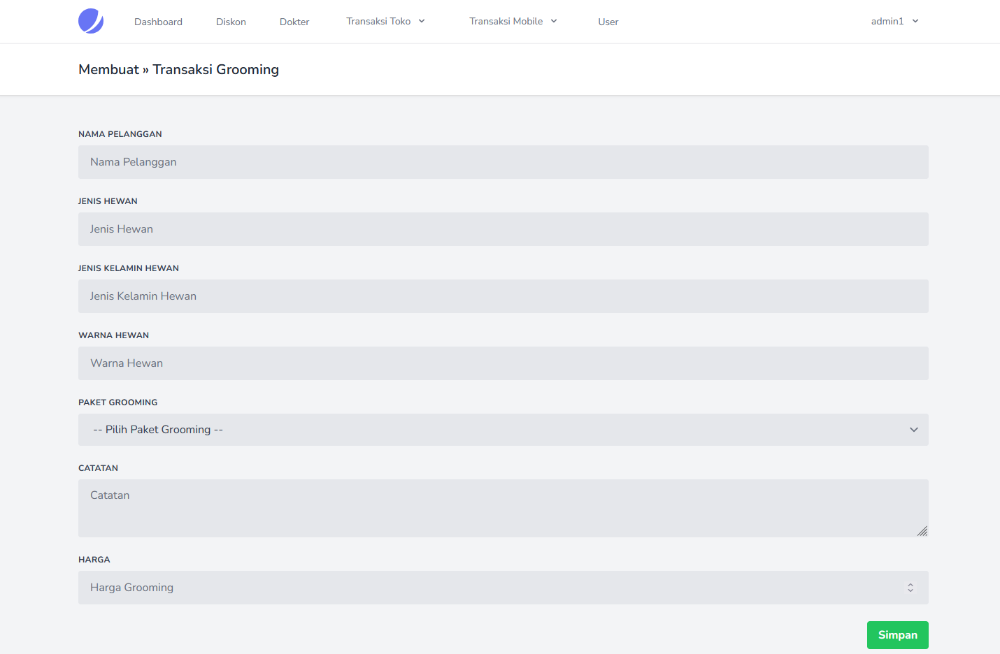 Dashboard Diskon Dokter Transaksi Toko Transaksi Mobile User admin1
Membuat » Transaksi Grooming
NAMA PELANGGAN
Nama Pelanggan
JENIS HEWAN
Jenis Hewan
JENIS KELAMIN HEWAN
Jenis Kelamin Hewan
WARNA HEWAN
Warna Hewan
PAKET GROOMING
-- Pilih Paket Grooming --
CATATAN
Catatan
HARGA
Harga Grooming
Simpan